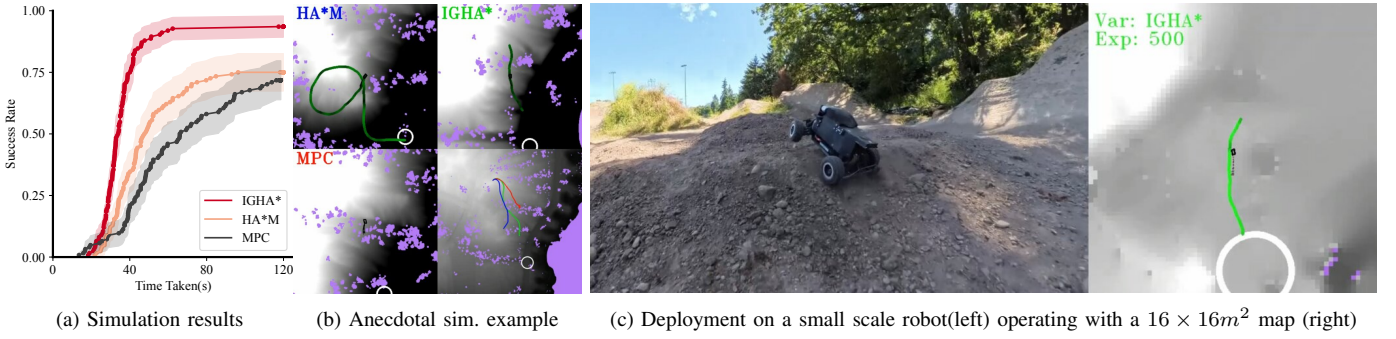 1.00
0.75
0.50
0.25
0.00
Success Rate
0
40
80
120
Time Taken(s)
IGHA*
HA*M
MPC
HA*M
IGHA*
MPC
Var: IGHA*
Exp: 500
(a) Simulation results
(b) Anecdotal sim. example
(c) Deployment on a small scale robot(left) operating with a 16 × 16m² map (right)